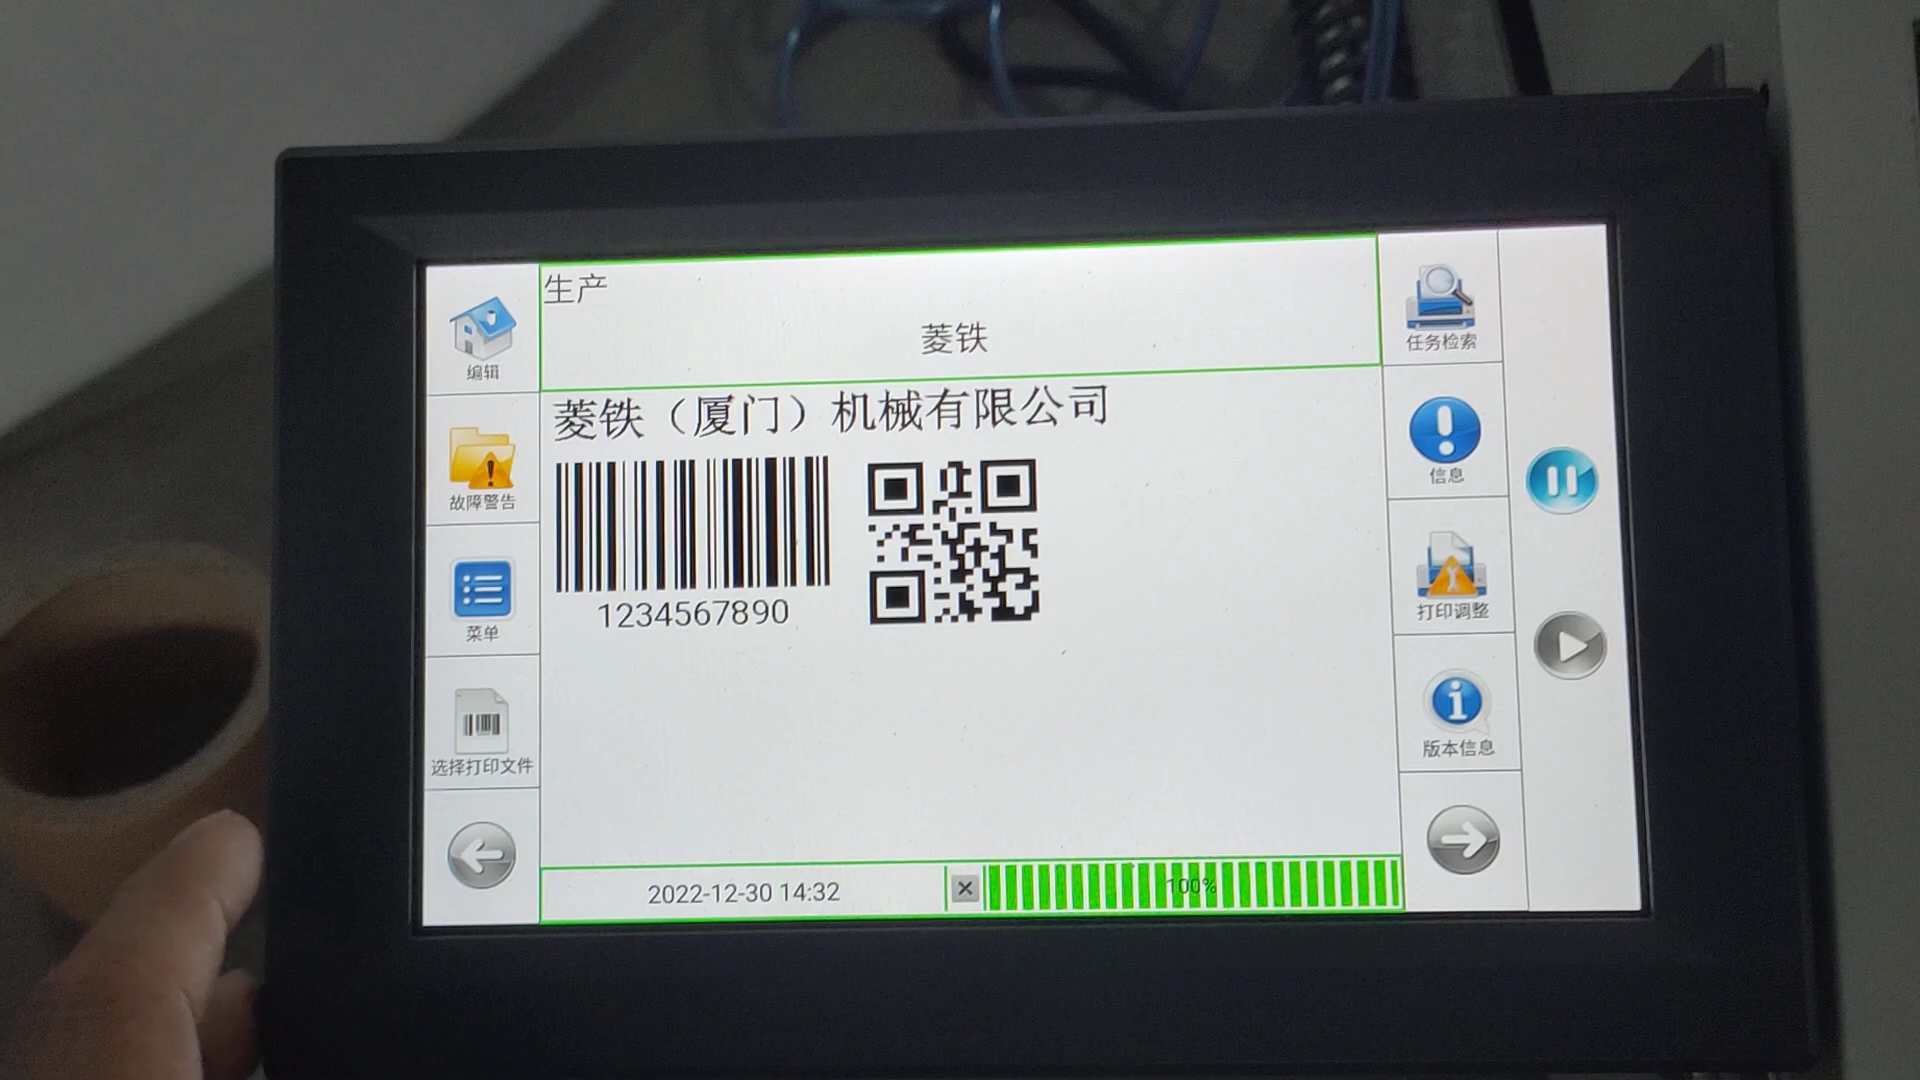 生产
菱铁
编辑
任务检索
菱铁（厦门）机械有限公司
故障警告
信息
1234567890
菜单
打印调整
选择打印文件
版本信息
2022-12-30 14:32
100%